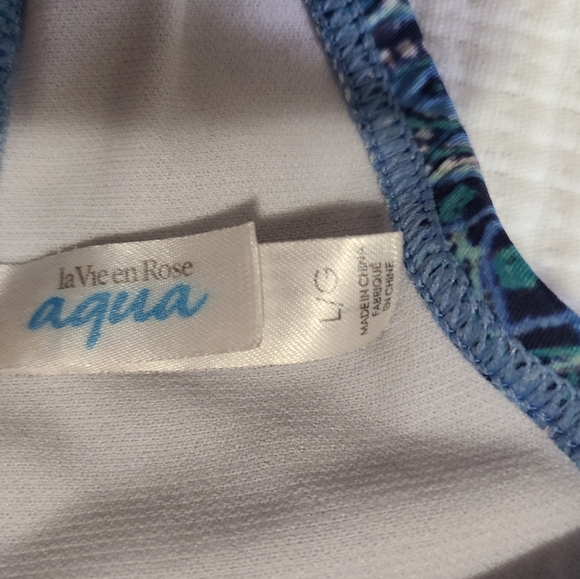 la Vie en Rose
aqua
L/G
MADE IN CHINA
FABRIQUÉ
EN CHINE